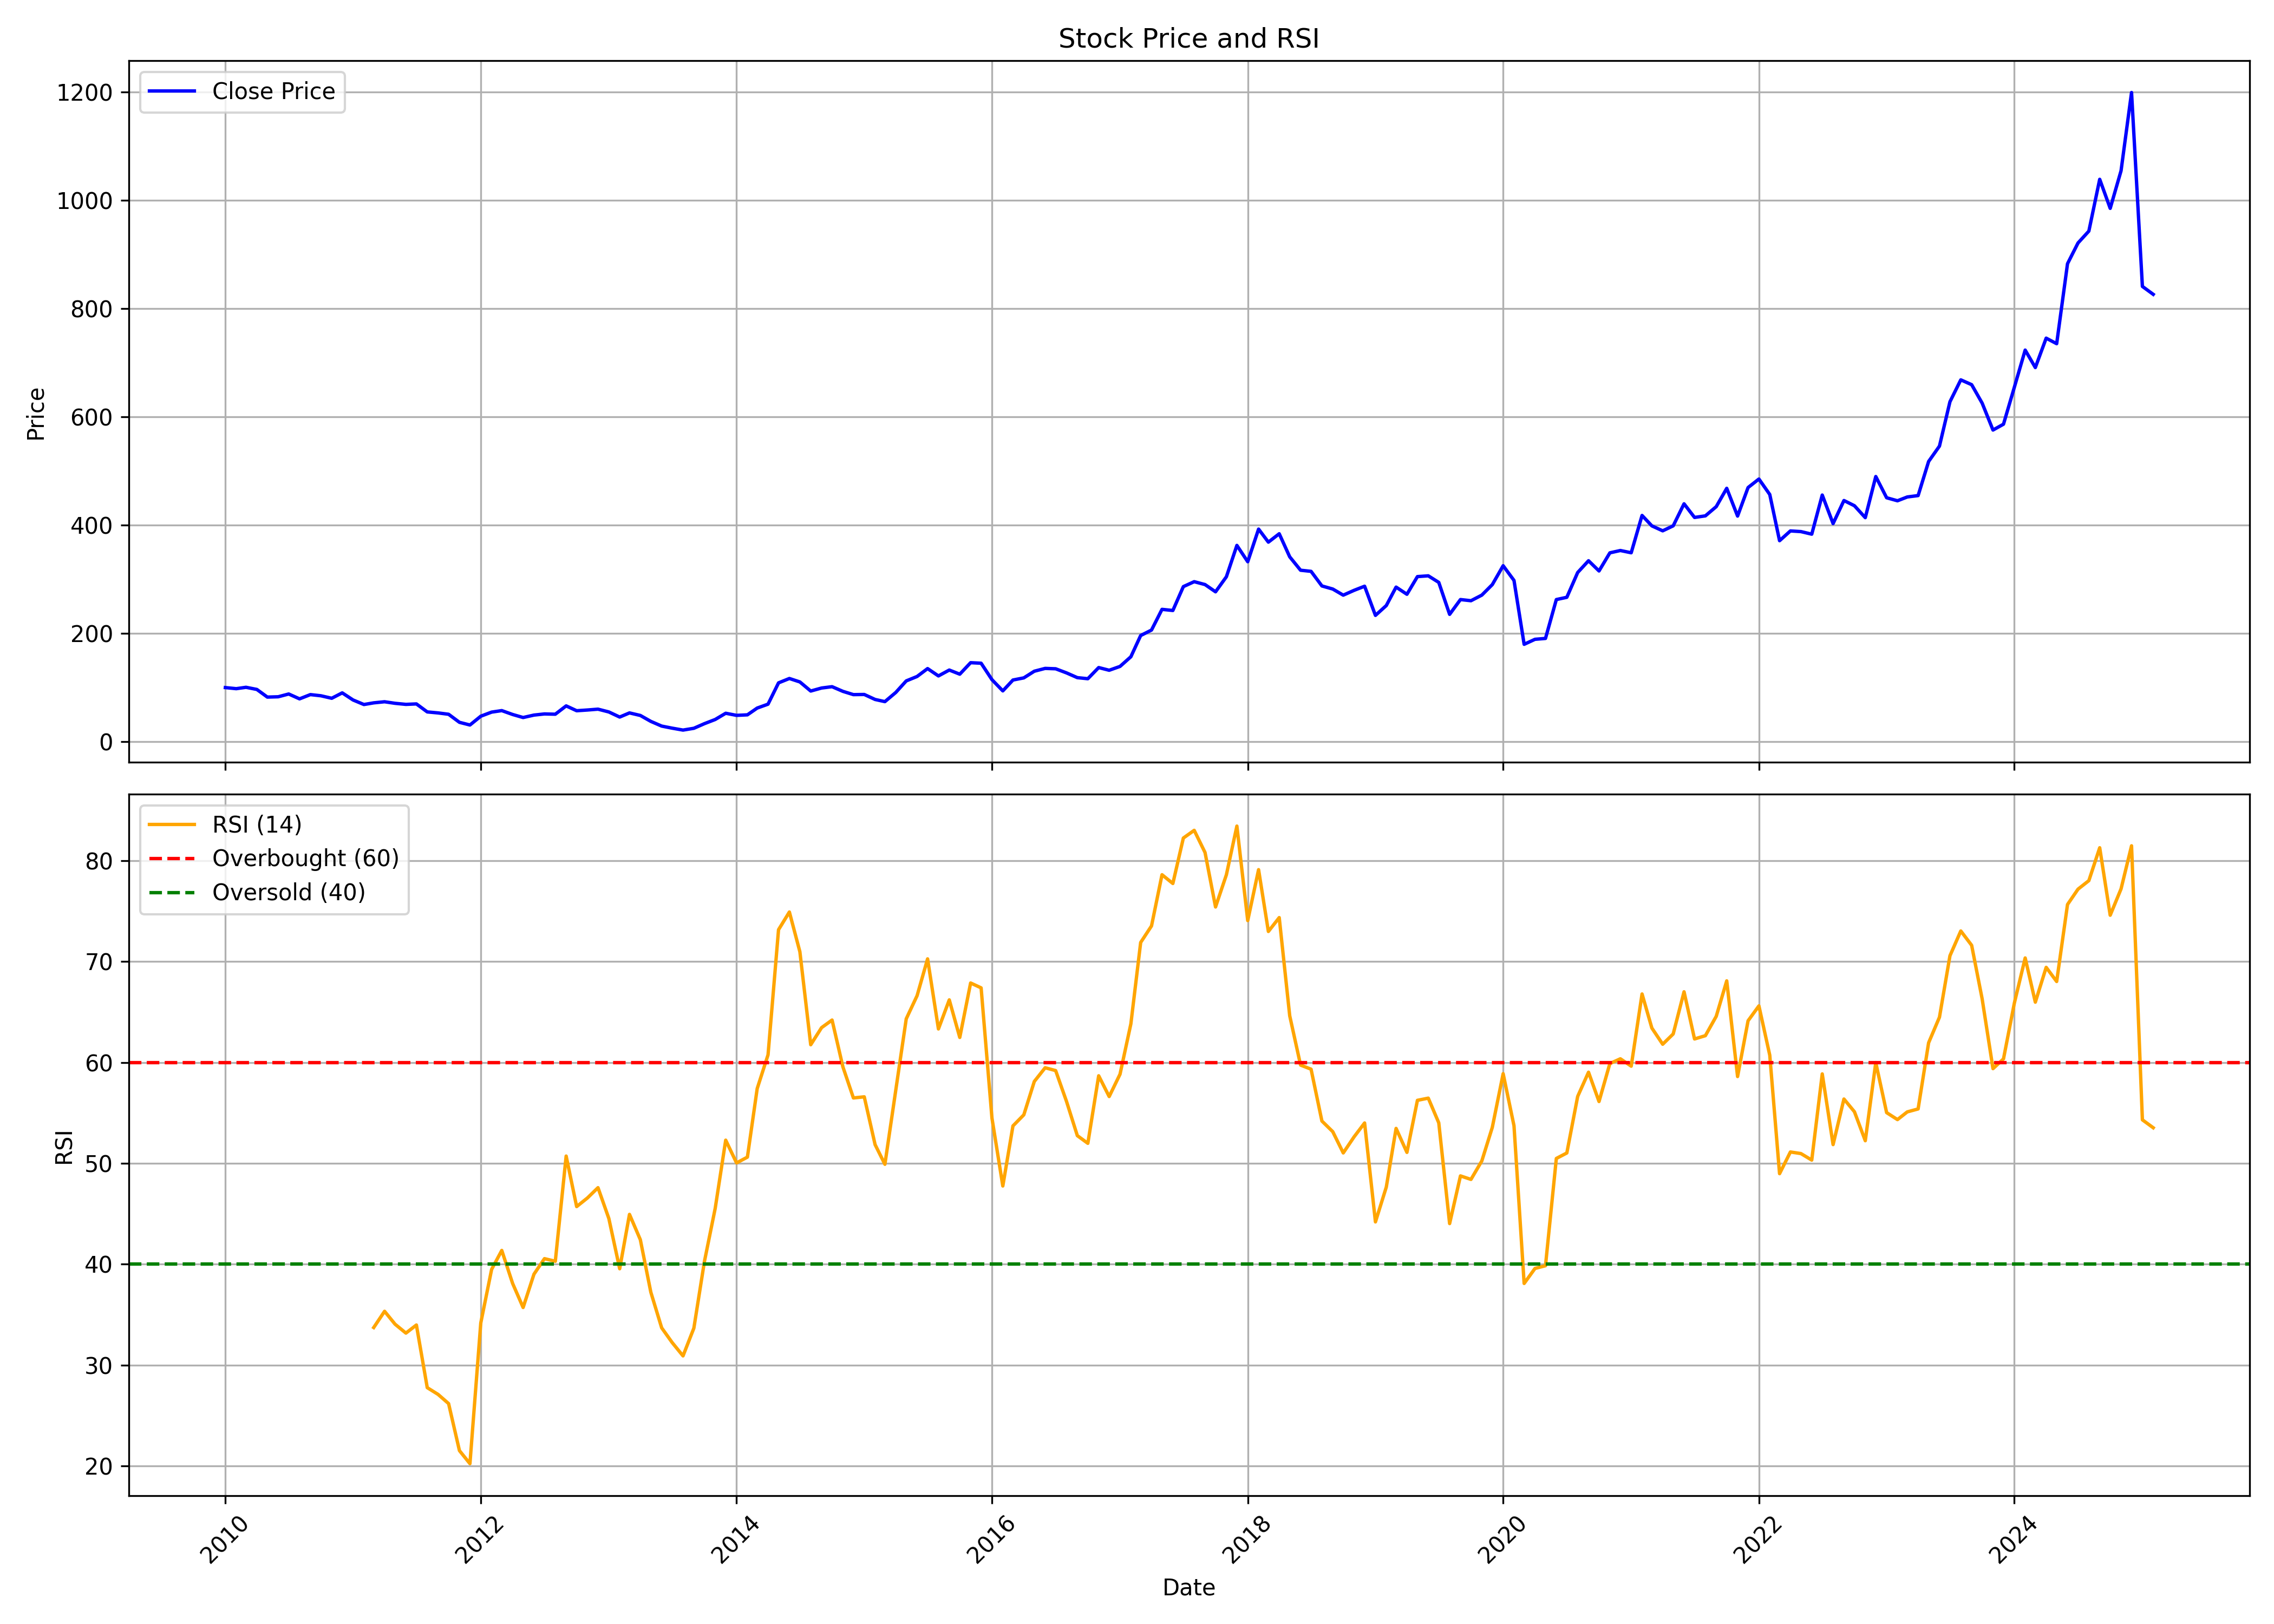 Stock Price and RSI
Close Price
1200
1000
800
600
400
200
0
Price
RSI (14)
Overbought (60)
Oversold (40)
80
70
60
50
40
30
20
RSI
2010
2012
2014
2016
2018
2020
2022
2024
Date